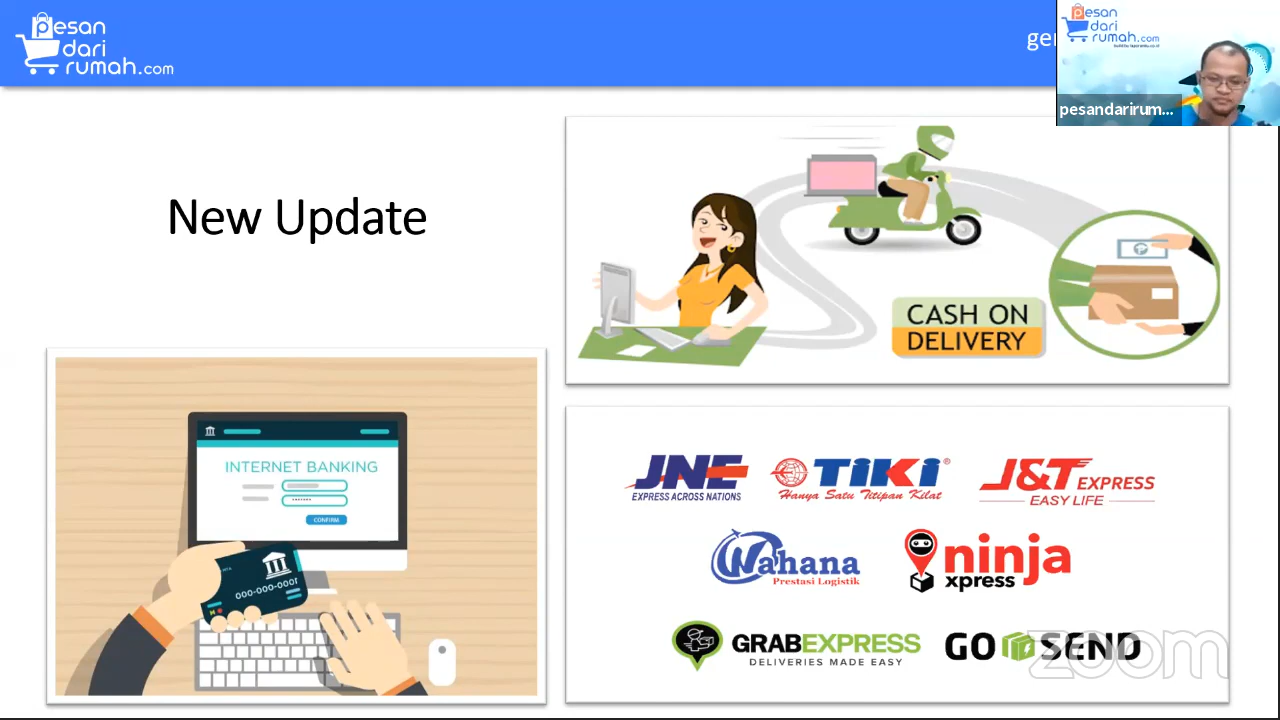 pesan
dari
rumah.com
ger
pesan
dari
rumah.com
pesandarirum...
New Update
CASH ON
DELIVERY
INTERNET BANKING
CONFIRM
000-000-0001
JNE
EXPRESS ACROSS NATIONS
TIKI®
Hanya Satu Titipan Kilat
J&T EXPRESS
EASY LIFE
Wahana
Prestasi Logistik
ninja
xpress
GRABEXPRESS
DELIVERIES MADE EASY
GO SEND
zoom